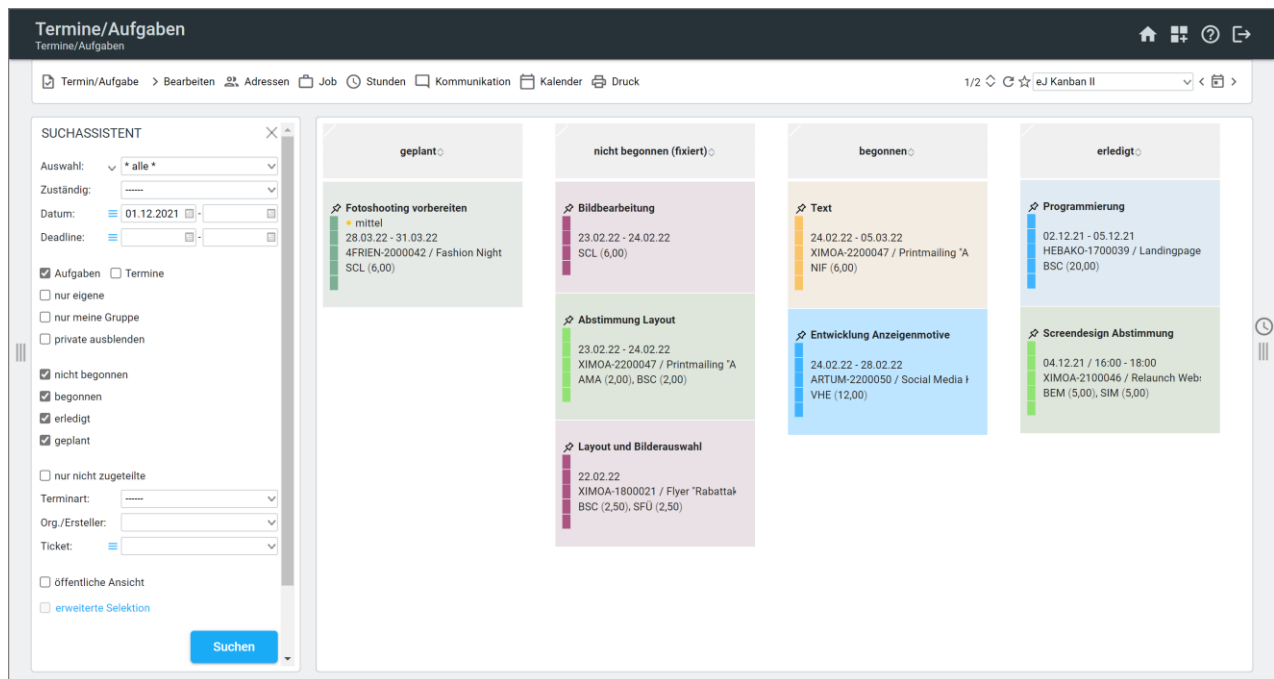 Termine/Aufgaben
Termine/Aufgaben
Termin/Aufgabe Bearbeiten Adressen Job Stunden Kommunikation Kalender Druck
1/2 eJ Kanban II
SUCHASSISTENT
Auswahl: * alle *
Zuständig: ------
Datum: 01.12.2021 -
Deadline: -
Aufgaben Termine
nur eigene
nur meine Gruppe
private ausblenden
nicht begonnen
begonnen
erledigt
geplant
nur nicht zugeteilte
Terminart: ------
Org./Ersteller:
Ticket:
öffentliche Ansicht
erweiterte Selektion
Suchen
geplant
Fotoshooting vorbereiten
mittel
28.03.22 - 31.03.22
4FRIEN-2000042 / Fashion Night
SCL (6,00)
nicht begonnen (fixiert)
Bildbearbeitung
23.02.22 - 24.02.22
SCL (6,00)
Abstimmung Layout
23.02.22 - 24.02.22
XIMOA-2200047 / Printmailing "A
AMA (2,00), BSC (2,00)
Layout und Bilderauswahl
22.02.22
XIMOA-1800021 / Flyer "Rabattak
BSC (2,50), SFÜ (2,50)
begonnen
Text
24.02.22 - 05.03.22
XIMOA-2200047 / Printmailing "A
NIF (6,00)
Entwicklung Anzeigenmotive
24.02.22 - 28.02.22
ARTUM-2200050 / Social Media
VHE (12,00)
erledigt
Programmierung
02.12.21 - 05.12.21
HEBAKO-1700039 / Landingpage
BSC (20,00)
Screendesign Abstimmung
04.12.21 / 16:00 - 18:00
XIMOA-2100046 / Relaunch Webs
BEM (5,00), SIM (5,00)